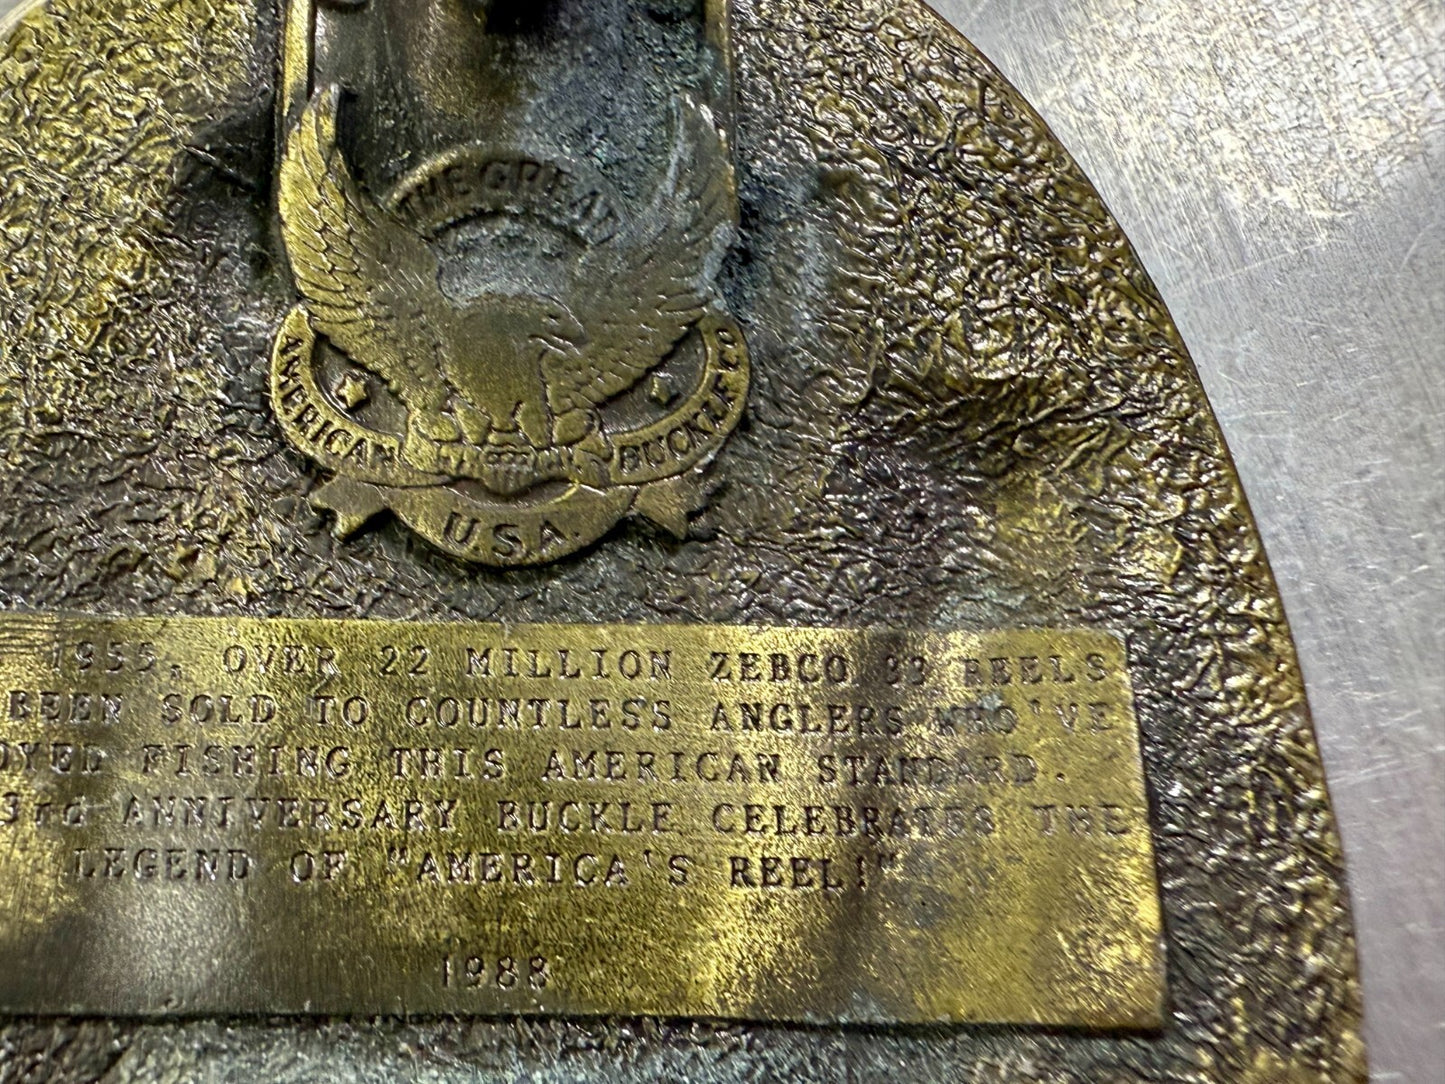 THE GREAT
AMERICAN BUCKLE CO
U.S.A.
1955, OVER 22 MILLION ZEBCO 33 REELS
BEEN SOLD TO COUNTLESS ANGLERS WHO'VE
OYED FISHING THIS AMERICAN STANDARD.
3rd ANNIVERSARY BUCKLE CELEBRATES THE
LEGEND OF "AMERICA'S REEL!"
1988